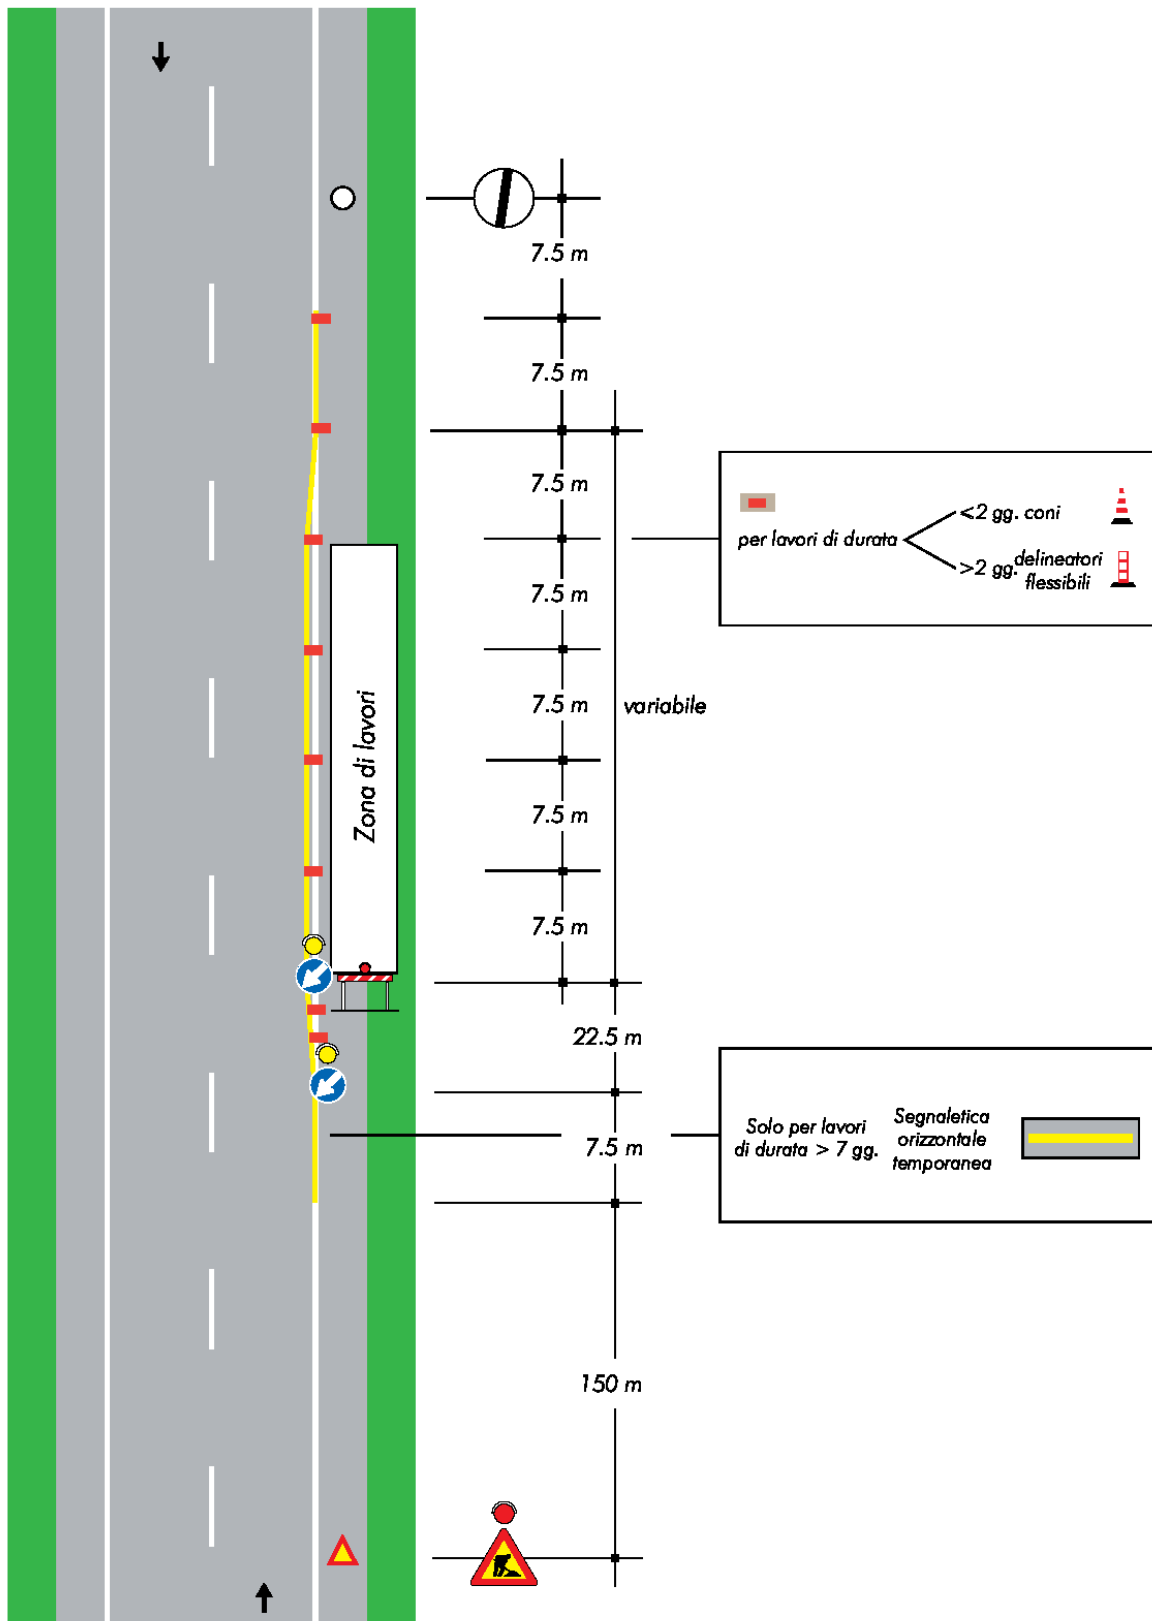 7.5 m
7.5 m
7.5 m
<2 gg. coni
per lavori di durata
>2 gg. delineatori
flessibili
7.5 m
Zona di lavori
7.5 m
variabile
7.5 m
7.5 m
22.5 m
Solo per lavori
di durata > 7 gg.
Segnaletica
orizzontale
temporanea
7.5 m
150 m